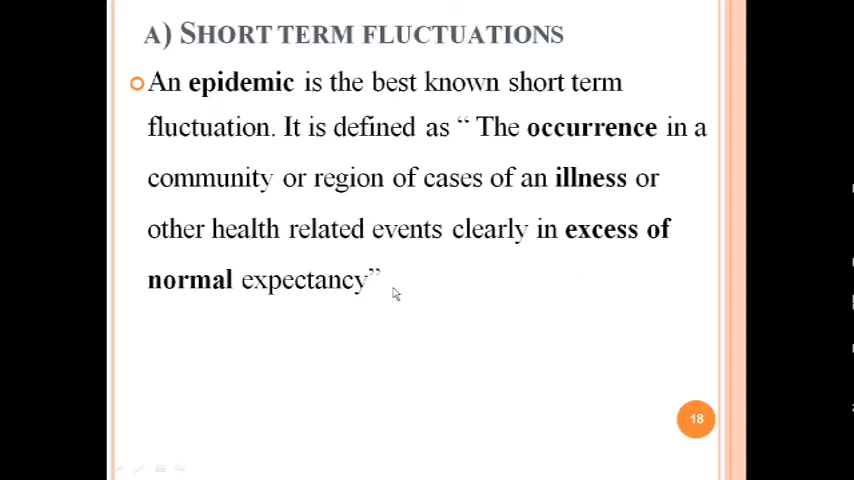 A) SHORT TERM FLUCTUATIONS
An epidemic is the best known short term
fluctuation. It is defined as “ The occurrence in a
community or region of cases of an illness or
other health related events clearly in excess of
normal expectancy”
18